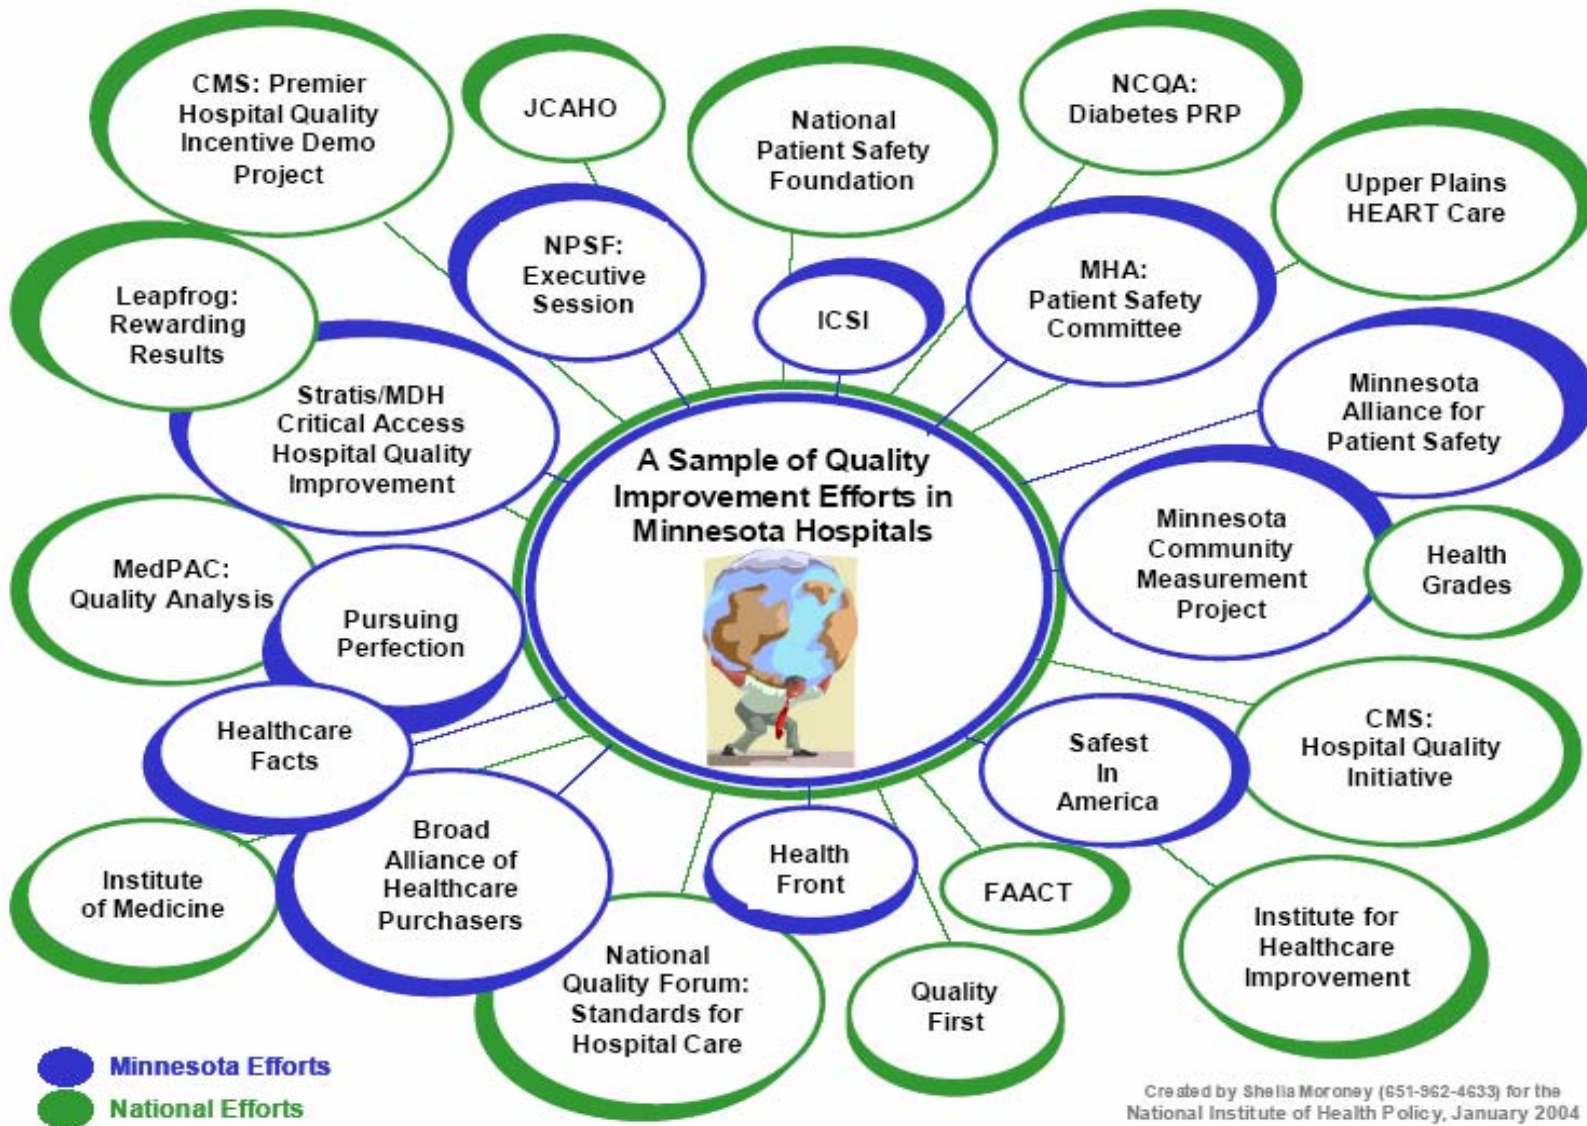 CMS: Premier
Hospital Quality
Incentive Demo
Project
JCAHO
National
Patient Safety
Foundation
NCQA:
Diabetes PRP
Upper Plains
HEART Care
Leapfrog:
Rewarding
Results
NPSF:
Executive
Session
ICSI
MHA:
Patient Safety
Committee
Stratis/MDH
Critical Access
Hospital Quality
Improvement
Minnesota
Alliance for
Patient Safety
A Sample of Quality
Improvement Efforts in
Minnesota Hospitals
MedPAC:
Quality Analysis
Pursuing
Perfection
Minnesota
Community
Measurement
Project
Health
Grades
Healthcare
Facts
Safest
In
America
CMS:
Hospital Quality
Initiative
Institute
of Medicine
Broad
Alliance of
Healthcare
Purchasers
Health
Front
FAACT
Institute for
Healthcare
Improvement
National
Quality Forum:
Standards for
Hospital Care
Quality
First
Minnesota Efforts
National Efforts
Created by Shelia Moroney (651-962-4633) for the
National Institute of Health Policy, January 2004